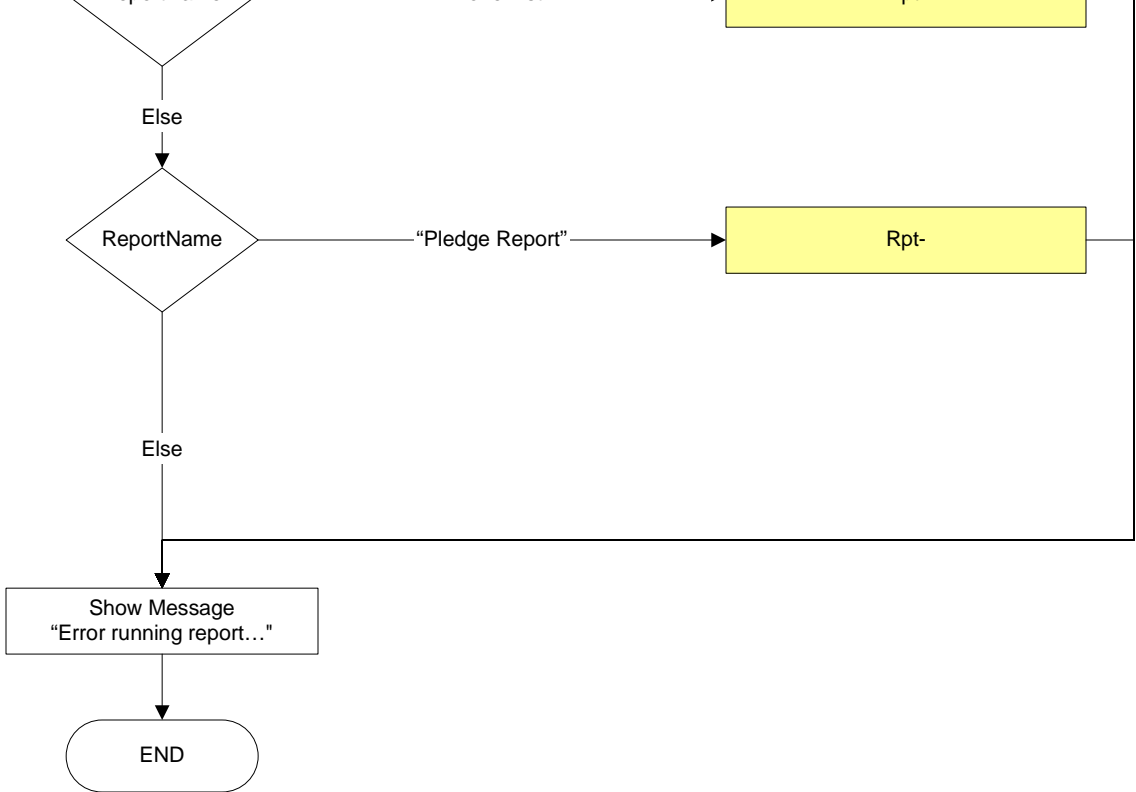 Else
ReportName
“Pledge Report”
Rpt-
Else
Show Message
“Error running report…"
END